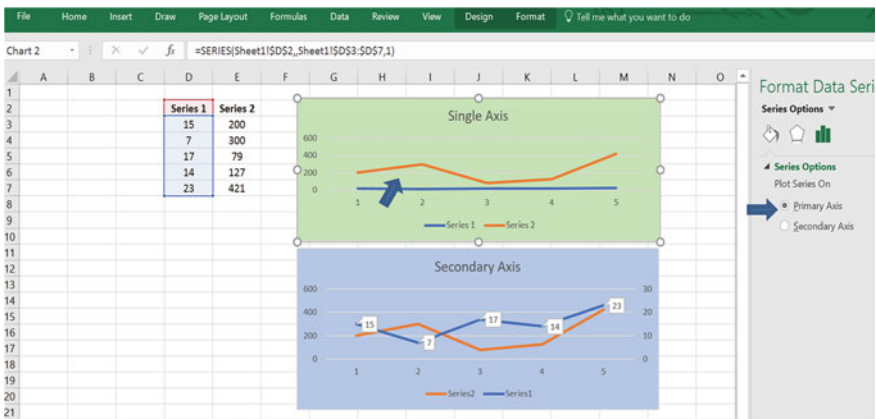 File Home Insert Draw Page Layout Formulas Data Review View Design Format Tell me what you want to do
Chart 2 fx =SERIES(Sheet1!$D$2,,Sheet1!$D$3:$D$7,1)
A B C D E F G H I J K L M N O
Format Data Seri
1
2 Series 1 Series 2
3 15 200
4 7 300
5 17 79
6 14 127
7 23 421
8
9
10
11
12
13
14
15
16
17
18
19
20
21
Single Axis
600
400
200
0
1 2 3 4 5
Series 1 Series 2
Secondary Axis
600 30
400 20
200 10
0 0
15 7 17 14 23
1 2 3 4 5
Series2 Series1
Series Options
Series Options
Plot Series On
Primary Axis
Secondary Axis